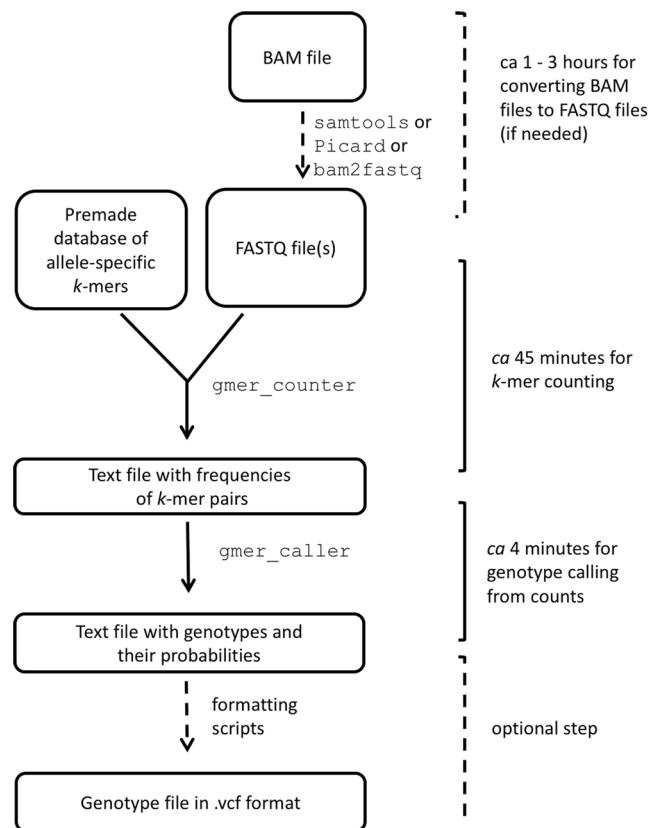 BAM file
ca 1 - 3 hours for
converting BAM
files to FASTQ files
(if needed)
samtools or
Picard or
bam2fastq
Premade
database of
allele-specific
k-mers
FASTQ file(s)
gmer_counter
ca 45 minutes for
k-mer counting
Text file with frequencies
of k-mer pairs
gmer_caller
ca 4 minutes for
genotype calling
from counts
Text file with genotypes and
their probabilities
formatting
scripts
optional step
Genotype file in .vcf format